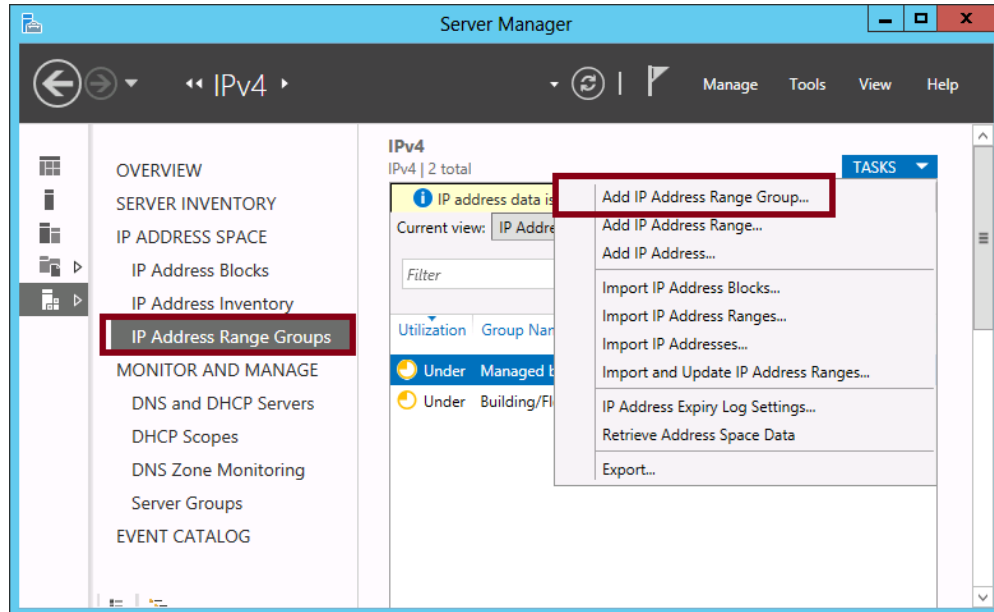 Server Manager
IPv4
Manage Tools View Help
OVERVIEW
SERVER INVENTORY
IP ADDRESS SPACE
IP Address Blocks
IP Address Inventory
IP Address Range Groups
MONITOR AND MANAGE
DNS and DHCP Servers
DHCP Scopes
DNS Zone Monitoring
Server Groups
EVENT CATALOG
IPv4
IPv4 | 2 total
TASKS
IP address data is
Current view: IP Addre
Filter
Utilization Group Nan
Under Managed b
Under Building/Fl
Add IP Address Range Group...
Add IP Address Range...
Add IP Address...
Import IP Address Blocks...
Import IP Address Ranges...
Import IP Addresses...
Import and Update IP Address Ranges...
IP Address Expiry Log Settings...
Retrieve Address Space Data
Export...